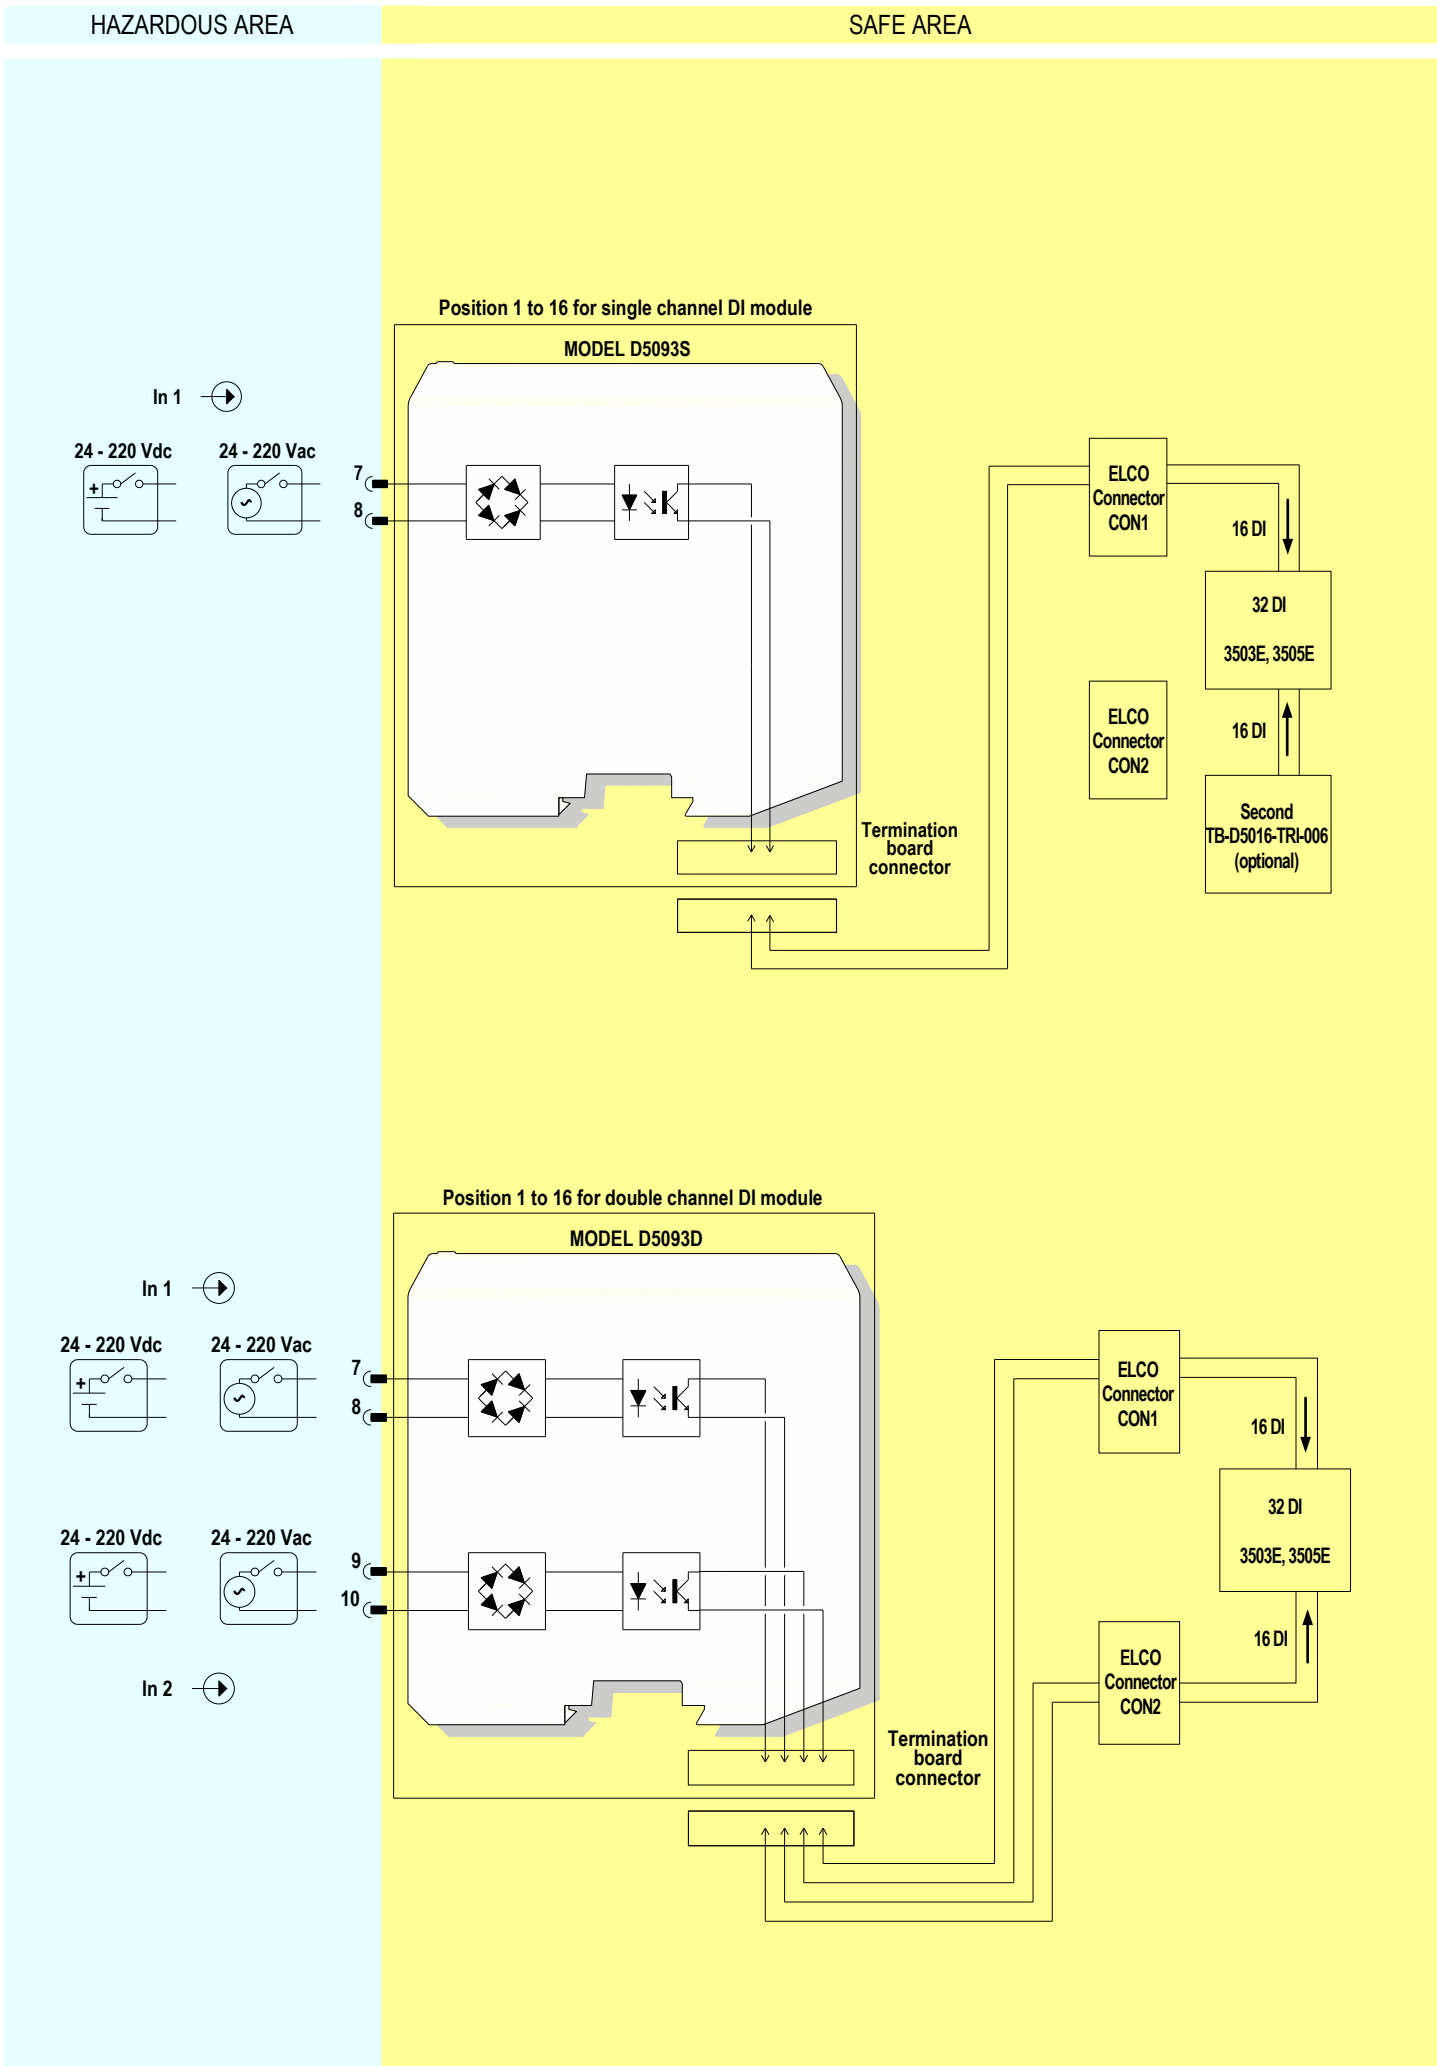 HAZARDOUS AREA
SAFE AREA
Position 1 to 16 for single channel DI module
MODEL D5093S
In 1
24 - 220 Vdc
24 - 220 Vac
+
7
8
ELCO
Connector
CON1
16 DI
32 DI
3503E, 3505E
ELCO
Connector
CON2
16 DI
Second
TB-D5016-TRI-006
(optional)
Termination
board
connector
Position 1 to 16 for double channel DI module
MODEL D5093D
In 1
24 - 220 Vdc
24 - 220 Vac
+
7
8
ELCO
Connector
CON1
16 DI
32 DI
3503E, 3505E
24 - 220 Vdc
24 - 220 Vac
+
9
10
16 DI
ELCO
Connector
CON2
In 2
Termination
board
connector